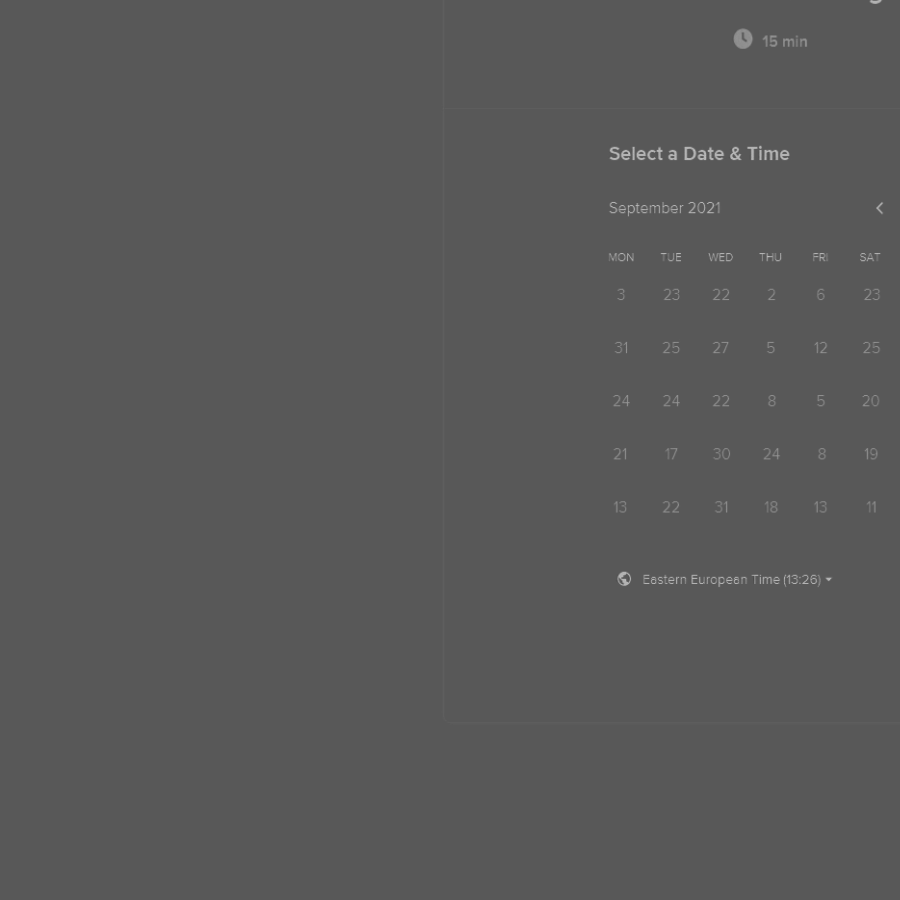 15 min
Select a Date & Time
September 2021
MON TUE WED THU FRI SAT
3 23 22 2 6 23
31 25 27 5 12 25
24 24 22 8 5 20
21 17 30 24 8 19
13 22 31 18 13 11
Eastern European Time (13:26)